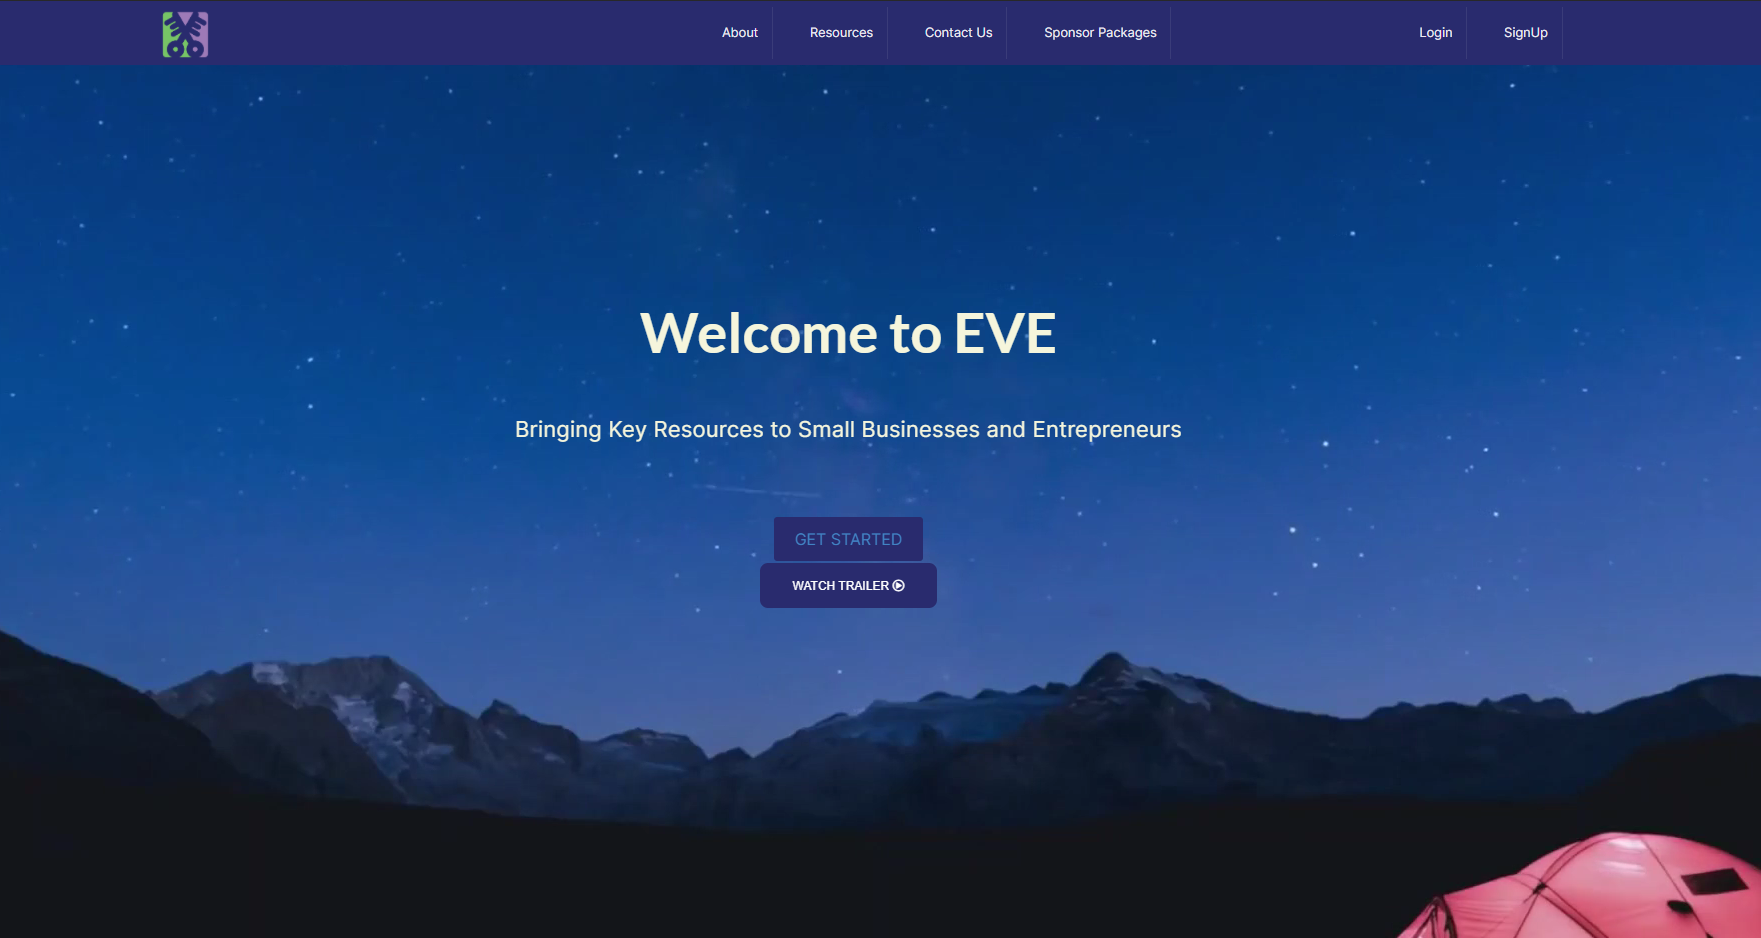 About Resources Contact Us Sponsor Packages Login SignUp
Welcome to EVE
Bringing Key Resources to Small Businesses and Entrepreneurs
GET STARTED
WATCH TRAILER